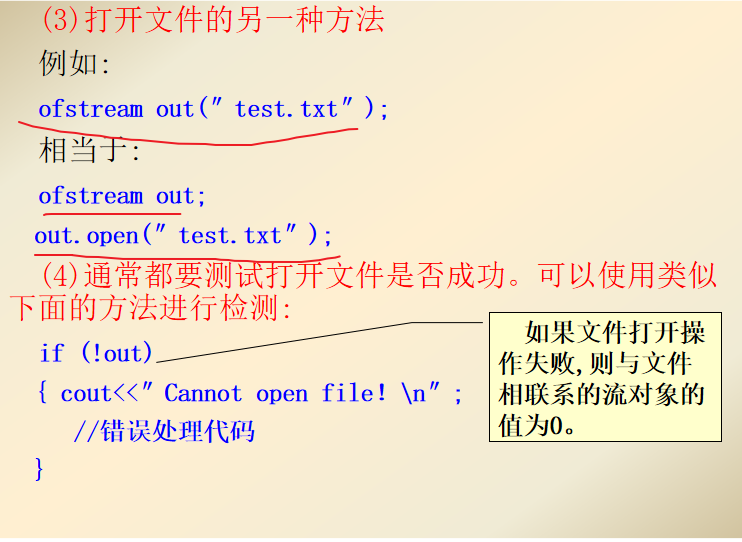 (3)打开文件的另一种方法
例如:
ofstream out(″test.txt″);
相当于:
ofstream out;
out.open(″test.txt″);
(4)通常都要测试打开文件是否成功。可以使用类似
下面的方法进行检测:
if (!out)
{ cout<<″Cannot open file! \n″;
//错误处理代码
}
如果文件打开操
作失败,则与文件
相联系的流对象的
值为0。